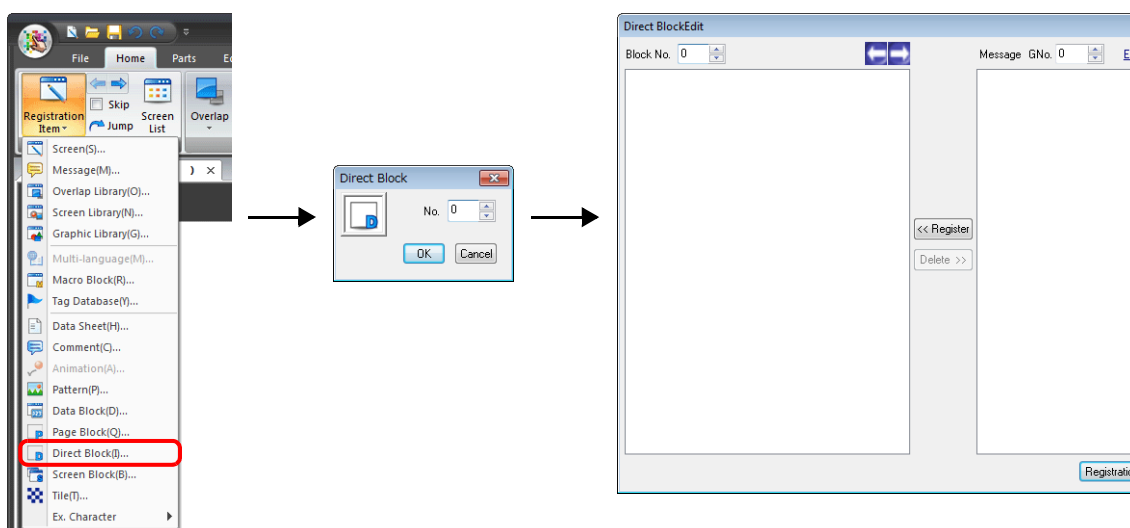 File Home Parts Ec
Registration Item
Skip
Jump
Screen List
Overlap
) ×
Screen(S)...
Message(M)...
Overlap Library(O)...
Screen Library(N)...
Graphic Library(G)...
Multi-language(M)...
Macro Block(R)...
Tag Database(Y)...
Data Sheet(H)...
Comment(C)...
Animation(A)...
Pattern(P)...
Data Block(D)...
Page Block(Q)...
Direct Block(I)...
Screen Block(B)...
Tile(T)...
Ex. Character
Direct Block
No. 0
OK Cancel
Direct BlockEdit
Block No. 0
Message GNo. 0 E
<< Register
Delete >>
Registratio